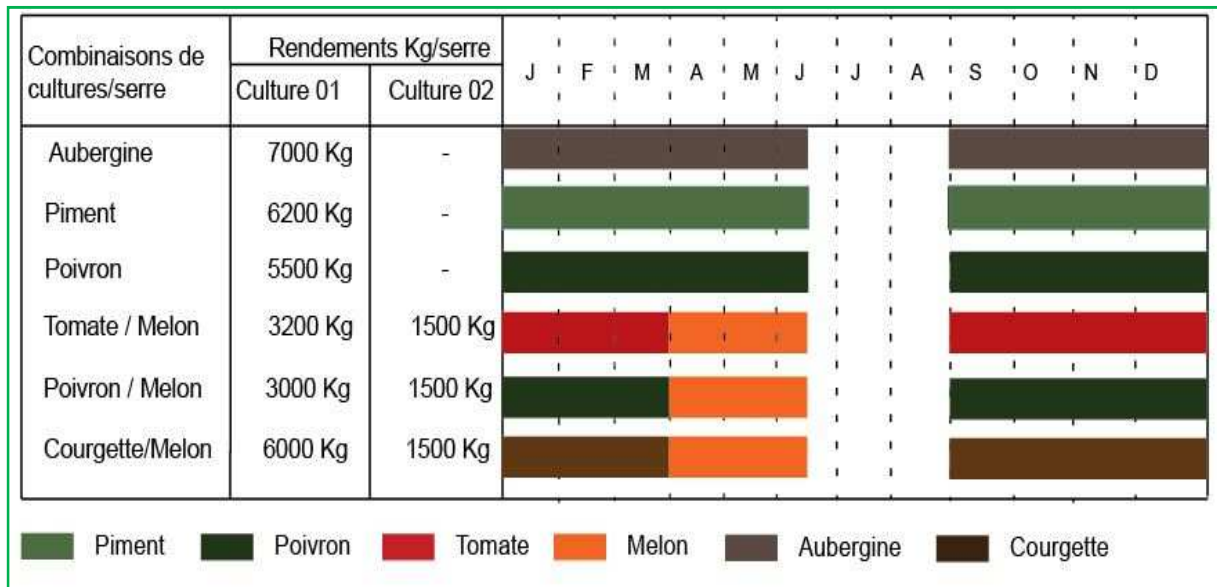 Combinaisons de cultures/serre Rendements Kg/serre J F M A M J J A S O N D
Culture 01 Culture 02
Aubergine 7000 Kg -
Piment 6200 Kg -
Poivron 5500 Kg -
Tomate / Melon 3200 Kg 1500 Kg
Poivron / Melon 3000 Kg 1500 Kg
Courgette/Melon 6000 Kg 1500 Kg
Piment Poivron Tomate Melon Aubergine Courgette